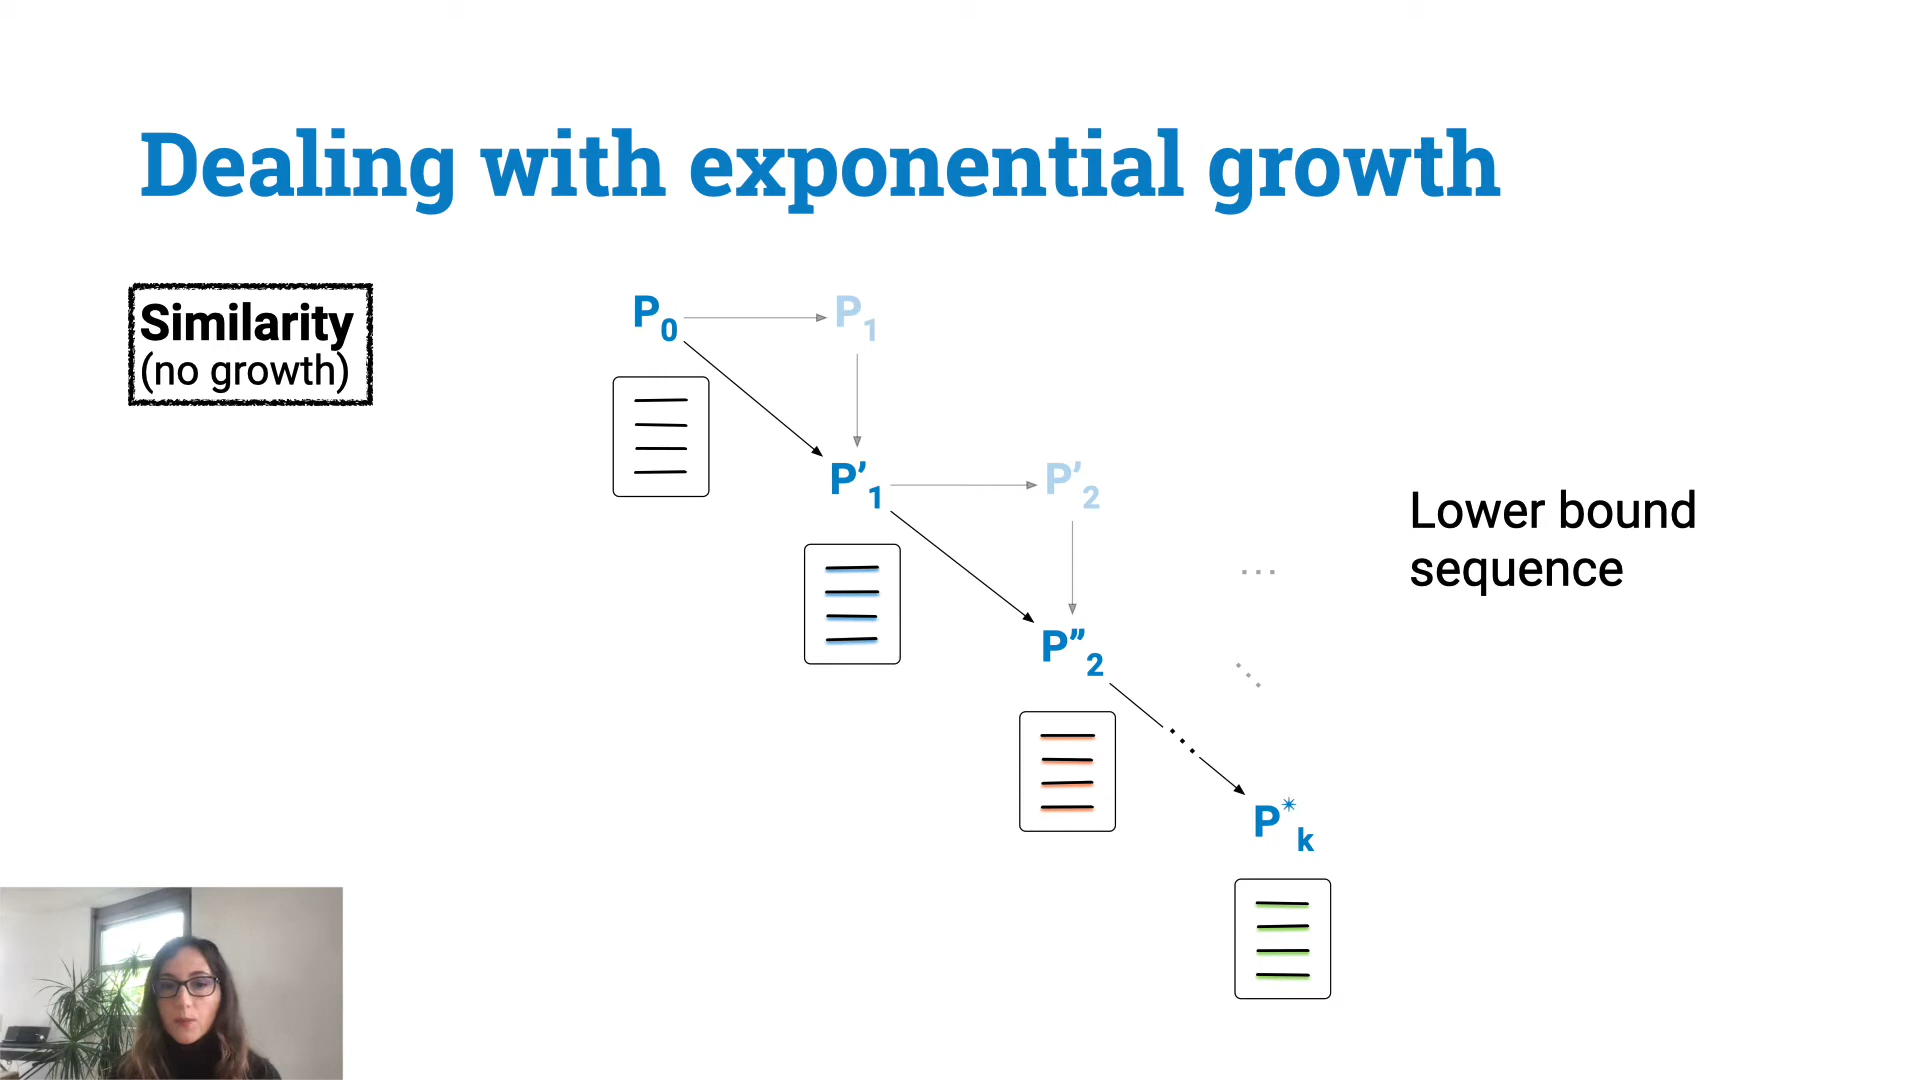 Dealing with exponential growth
Similarity
(no growth)
P₀
P₁
P’₁
P’₂
P”₂
...
P*ₖ
Lower bound
sequence